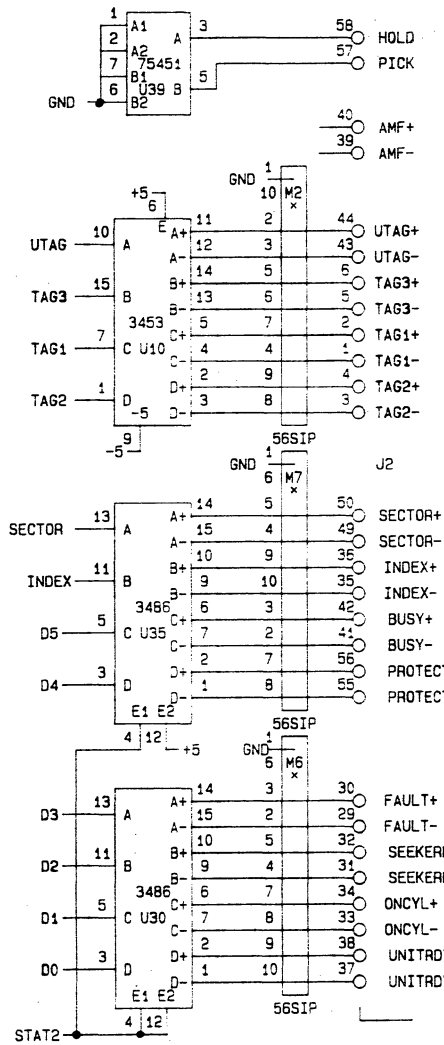 1 A1 A 3 58 HOLD
2 A2 57
7 B1 75451 5 PICK
6 B2 U39 B
GND
40 AMF+
39 AMF-
+5 GND 1
6 10 M2
E ×
11 2 44
UTAG 10 A A+ UTAG+
12 3 43
A- UTAG-
14 5 6
TAG3 15 B B+ TAG3+
13 6 5
B- TAG3-
3453 5 7 2
TAG1 7 C U10 C+ TAG1+
4 4 1
C- TAG1-
2 9 4
TAG2 1 D D+ TAG2+
-5 3 8 3
D- TAG2-
9 56SIP
-5
GND 1 J2
6 M7
×
14 5 50
SECTOR 13 A A+ SECTOR+
15 4 49
A- SECTOR-
10 9 36
INDEX 11 B B+ INDEX+
9 10 35
B- INDEX-
3486 6 3 42
D5 5 C U35 C+ BUSY+
7 2 41
C- BUSY-
2 7 56
D4 3 D D+ PROTECT
1 8 55
D- PROTECT
E1 E2 56SIP
4 12 +5 GND 1
6 M6
×
14 3 30
D3 13 A A+ FAULT+
15 2 29
A- FAULT-
10 5 32
D2 11 B B+ SEEKER
9 4 31
B- SEEKER
3486 6 7 34
D1 5 C U30 C+ ONCYL+
7 8 33
C- ONCYL-
2 9 38
D0 3 D D+ UNITRD
1 10 37
D- UNITRD
E1 E2 56SIP
4 12
STAT2